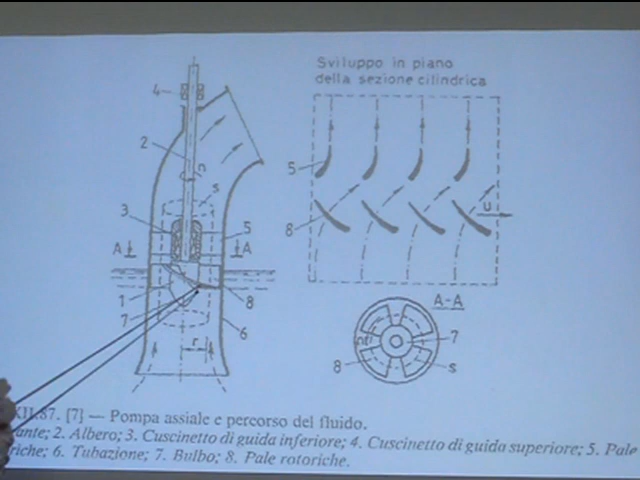 Sviluppo in piano
della sezione cilindrica
4
2
n
s
3
5
A
A
1
8
7
6
r
5
8
U
A-A
7
8
s
XII.87. [7] — Pompa assiale e percorso del fluido.
ante; 2. Albero; 3. Cuscinetto di guida inferiore; 4. Cuscinetto di guida superiore; 5. Pale
riche; 6. Tubazione; 7. Bulbo; 8. Pale rotoriche.